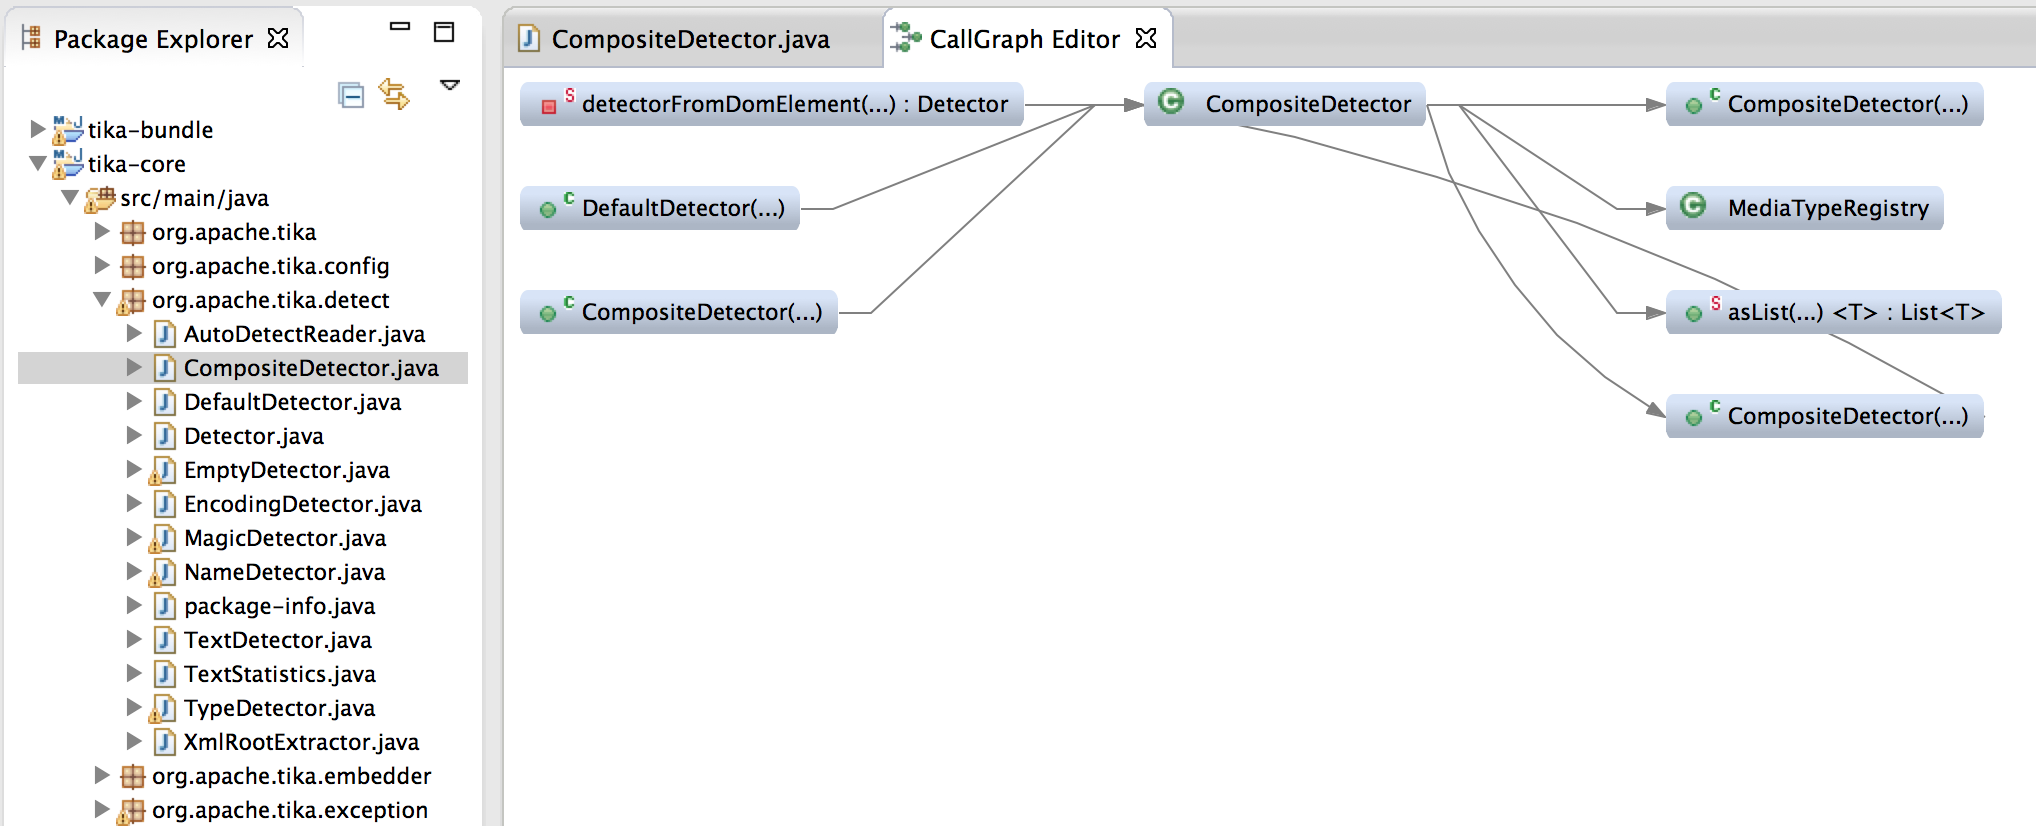 Package Explorer
tika-bundle
tika-core
src/main/java
org.apache.tika
org.apache.tika.config
org.apache.tika.detect
AutoDetectReader.java
CompositeDetector.java
DefaultDetector.java
Detector.java
EmptyDetector.java
EncodingDetector.java
MagicDetector.java
NameDetector.java
package-info.java
TextDetector.java
TextStatistics.java
TypeDetector.java
XmlRootExtractor.java
org.apache.tika.embedder
org.apache.tika.exception
CompositeDetector.java
CallGraph Editor
detectorFromDomElement(...) : Detector
CompositeDetector
CompositeDetector(...)
DefaultDetector(...)
MediaTypeRegistry
CompositeDetector(...)
asList(...) <T> : List<T>
CompositeDetector(...)